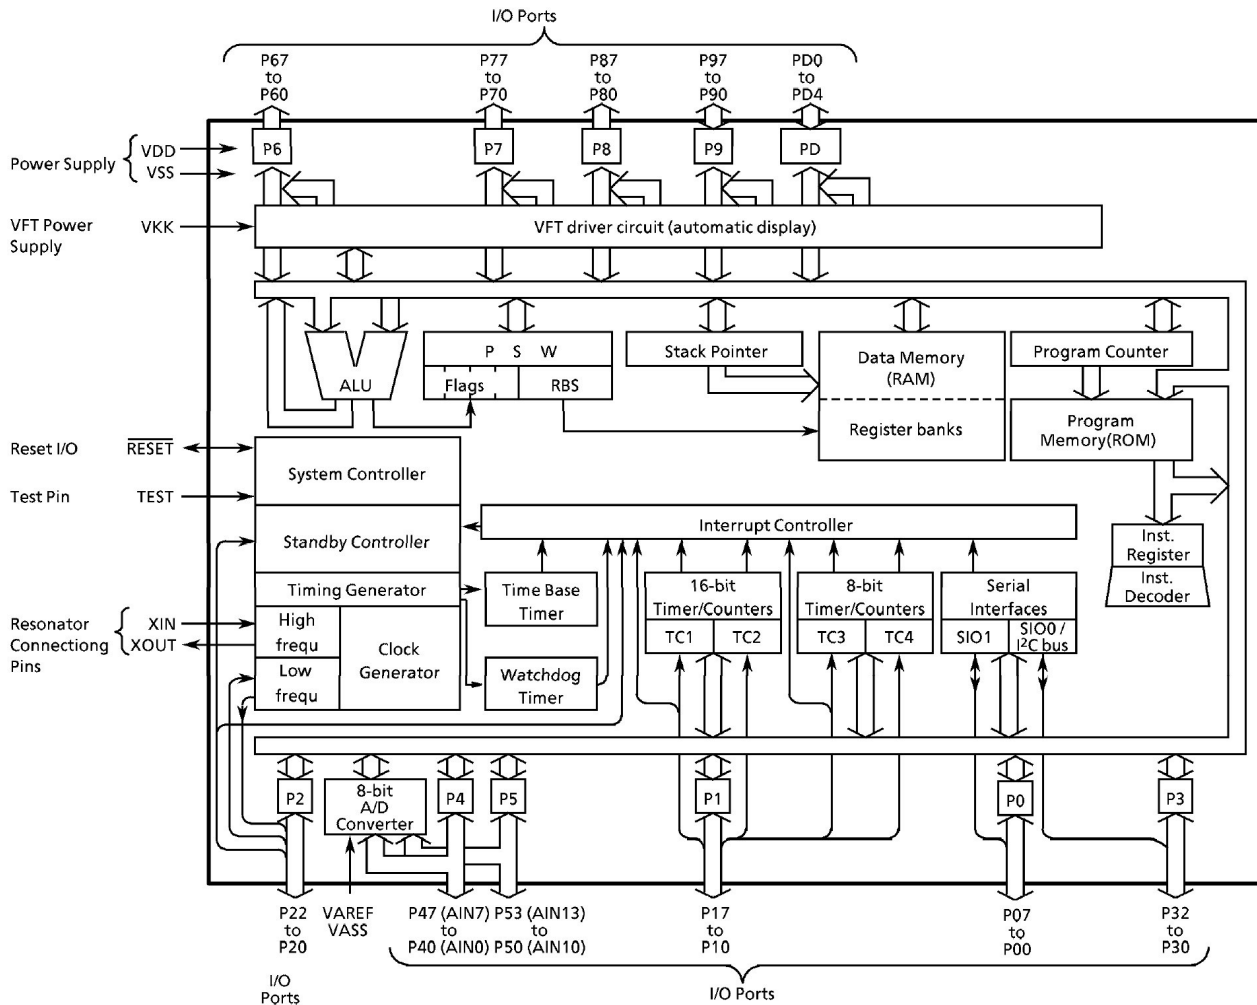 I/O Ports
P67 to P60
P77 to P70
P87 to P80
P97 to P90
PD0 to PD4
Power Supply
VDD
VSS
P6
P7
P8
P9
PD
VFT Power Supply
VKK
VFT driver circuit (automatic display)
ALU
P S W
Flags
RBS
Stack Pointer
Data Memory
(RAM)
Register banks
Program Counter
Program
Memory(ROM)
Reset I/O
RESET
Test Pin
TEST
System Controller
Standby Controller
Timing Generator
High
frequ
Low
frequ
Clock
Generator
Resonator
Connectiong
Pins
XIN
XOUT
Interrupt Controller
Time Base
Timer
Watchdog
Timer
16-bit
Timer/Counters
TC1
TC2
8-bit
Timer/Counters
TC3
TC4
Serial
Interfaces
SIO1
SIO0 /
I²C bus
Inst.
Register
Inst.
Decoder
P2
8-bit
A/D
Converter
P4
P5
P1
P0
P3
P22
to
P20
VAREF
VASS
P47 (AIN7)
to
P40 (AIN0)
P53 (AIN13)
to
P50 (AIN10)
P17
to
P10
P07
to
P00
P32
to
P30
I/O
Ports
I/O Ports